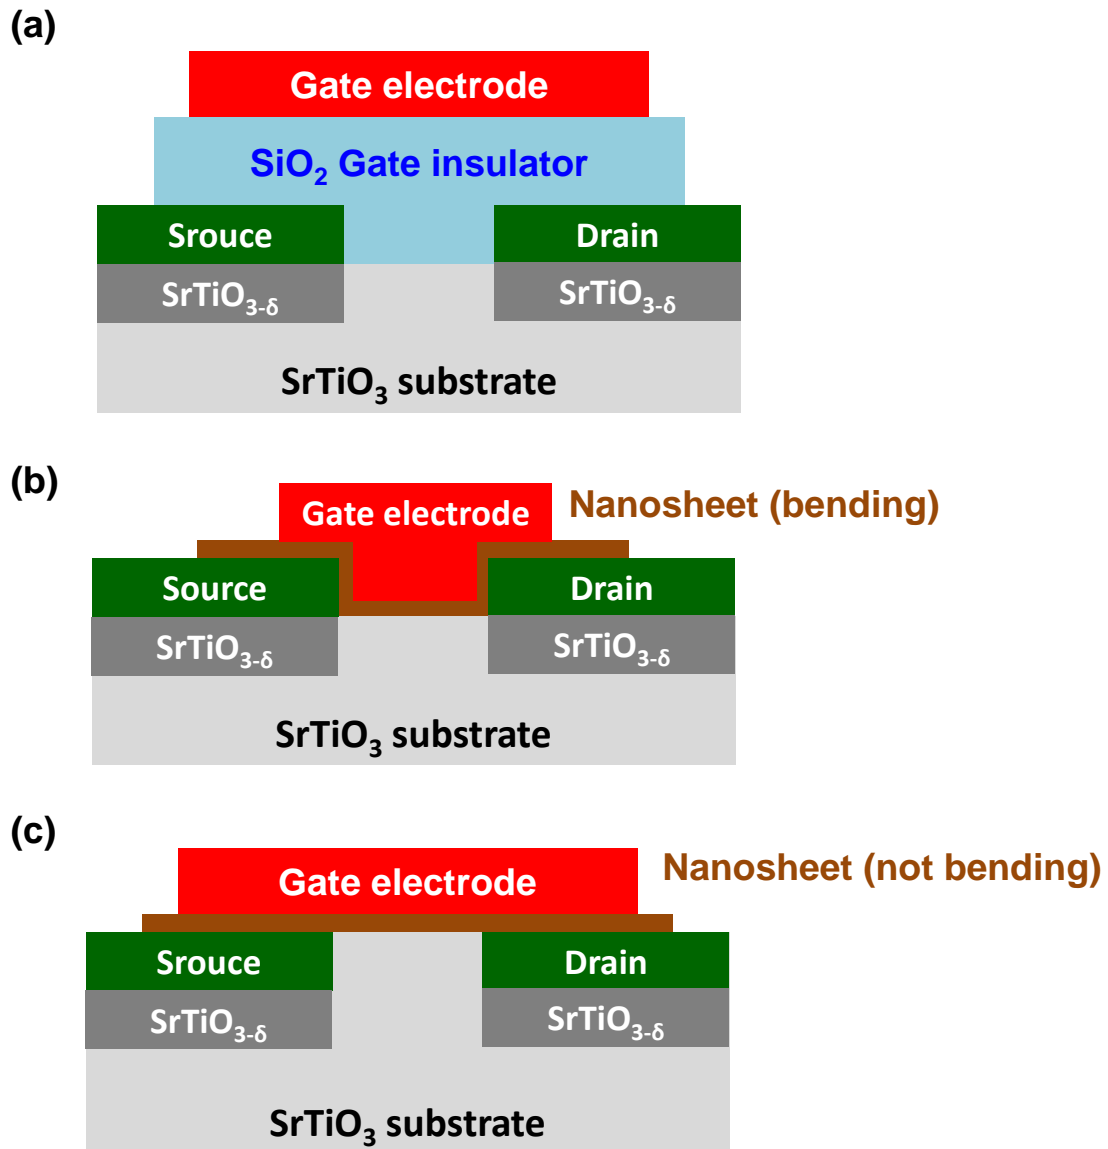 (a)
Gate electrode
SiO₂ Gate insulator
Srouce
Drain
SrTiO₃₋δ
SrTiO₃₋δ
SrTiO₃ substrate
(b)
Gate electrode
Nanosheet (bending)
Source
Drain
SrTiO₃₋δ
SrTiO₃₋δ
SrTiO₃ substrate
(c)
Gate electrode
Nanosheet (not bending)
Srouce
Drain
SrTiO₃₋δ
SrTiO₃₋δ
SrTiO₃ substrate